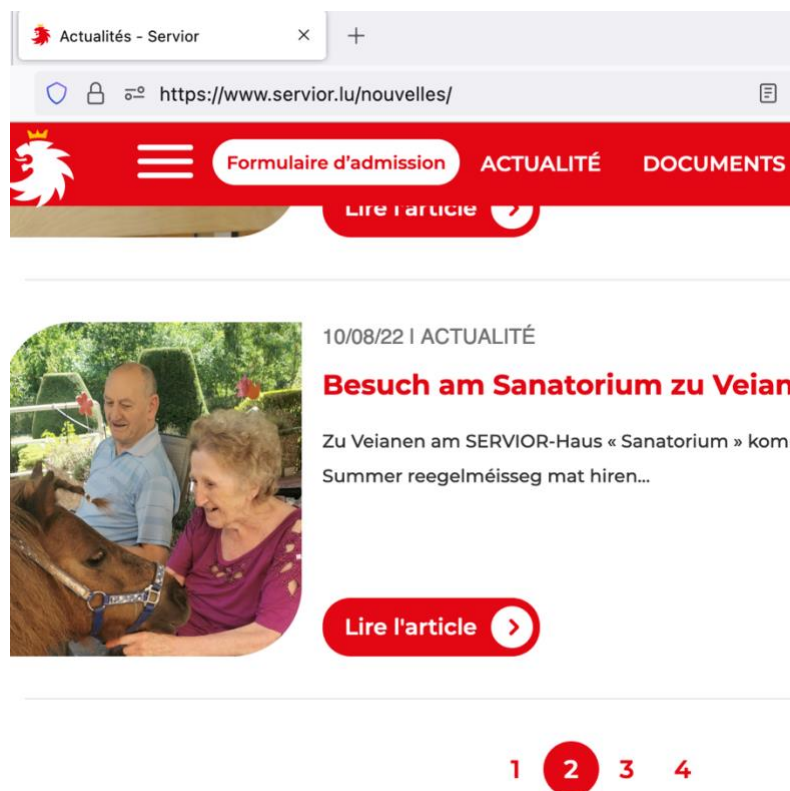 Actualités - Servior
https://www.servior.lu/nouvelles/
Formulaire d'admission ACTUALITÉ DOCUMENTS
Lire l'article
10/08/22 I ACTUALITÉ
Besuch am Sanatorium zu Veian
Zu Veianen am SERVIOR-Haus « Sanatorium » kom
Summer reegelméisseg mat hiren...
Lire l'article
1 2 3 4